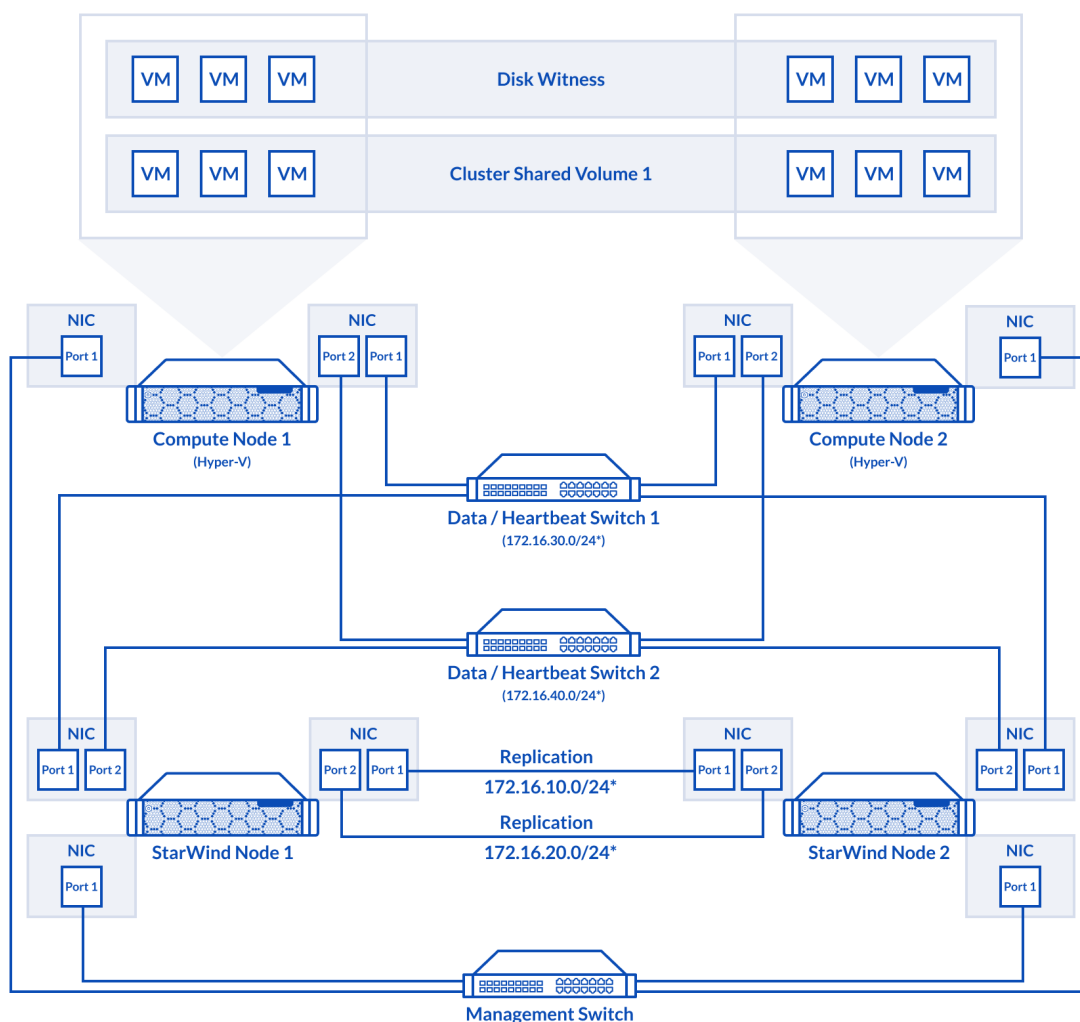 VM VM VM Disk Witness VM VM VM
VM VM VM Cluster Shared Volume 1 VM VM VM
NIC NIC NIC NIC
Port 1 Port 2 Port 1 Port 1 Port 2 Port 1
Compute Node 1 Compute Node 2
(Hyper-V) (Hyper-V)
Data / Heartbeat Switch 1
(172.16.30.0/24*)
Data / Heartbeat Switch 2
(172.16.40.0/24*)
NIC NIC NIC NIC
Port 1 Port 2 Port 2 Port 1 Replication Port 1 Port 2 Port 2 Port 1
172.16.10.0/24*
Replication
StarWind Node 1 172.16.20.0/24* StarWind Node 2
NIC NIC
Port 1 Port 1
Management Switch